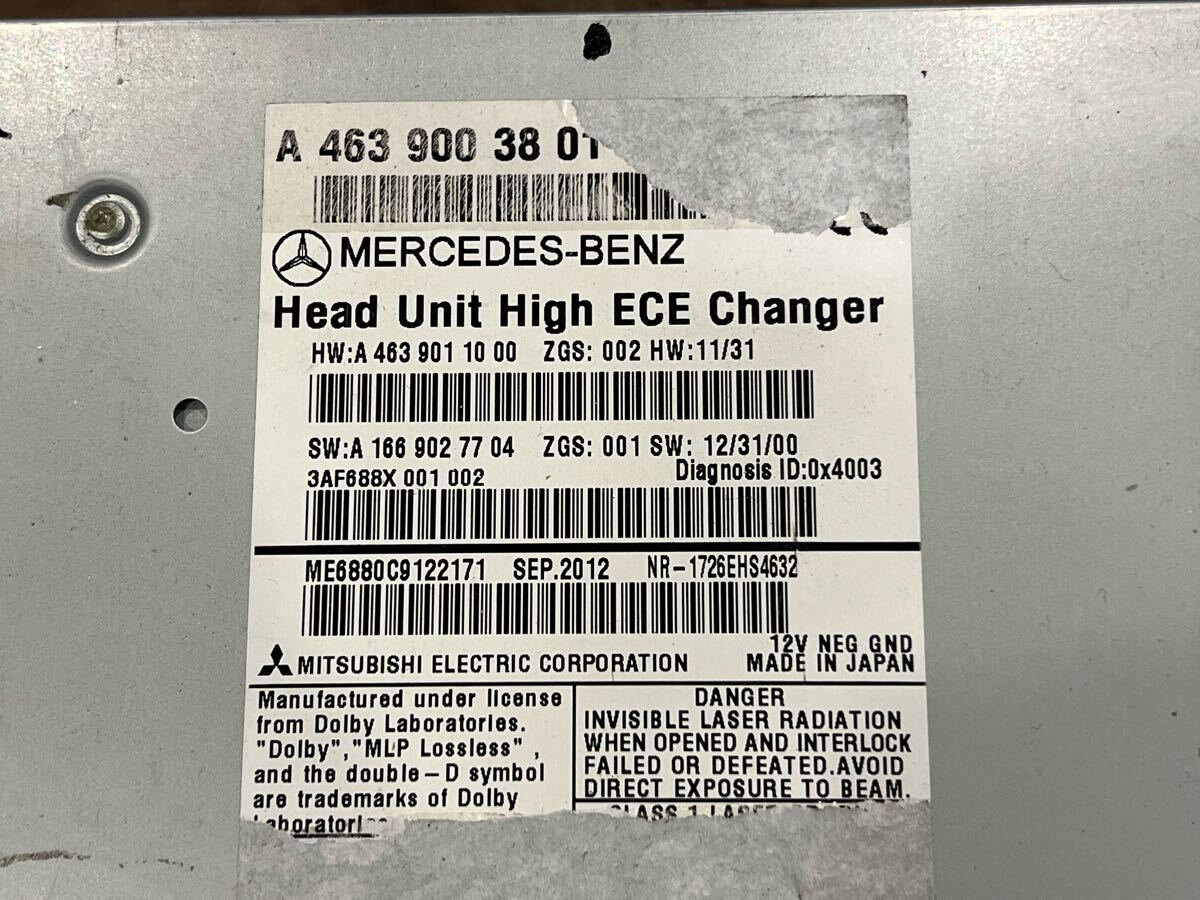 A 463 900 38 01
MERCEDES-BENZ
Head Unit High ECE Changer
HW:A 463 901 10 00 ZGS: 002 HW:11/31
SW:A 166 902 77 04 ZGS: 001 SW: 12/31/00
3AF688X 001 002 Diagnosis ID:0x4003
ME6880C9122171 SEP.2012 NR-1726EHS4632
12V NEG GND
MITSUBISHI ELECTRIC CORPORATION MADE IN JAPAN
Manufactured under license
from Dolby Laboratories.
"Dolby","MLP Lossless",
and the double-D symbol
are trademarks of Dolby
DANGER
INVISIBLE LASER RADIATION
WHEN OPENED AND INTERLOCK
FAILED OR DEFEATED.AVOID
DIRECT EXPOSURE TO BEAM.